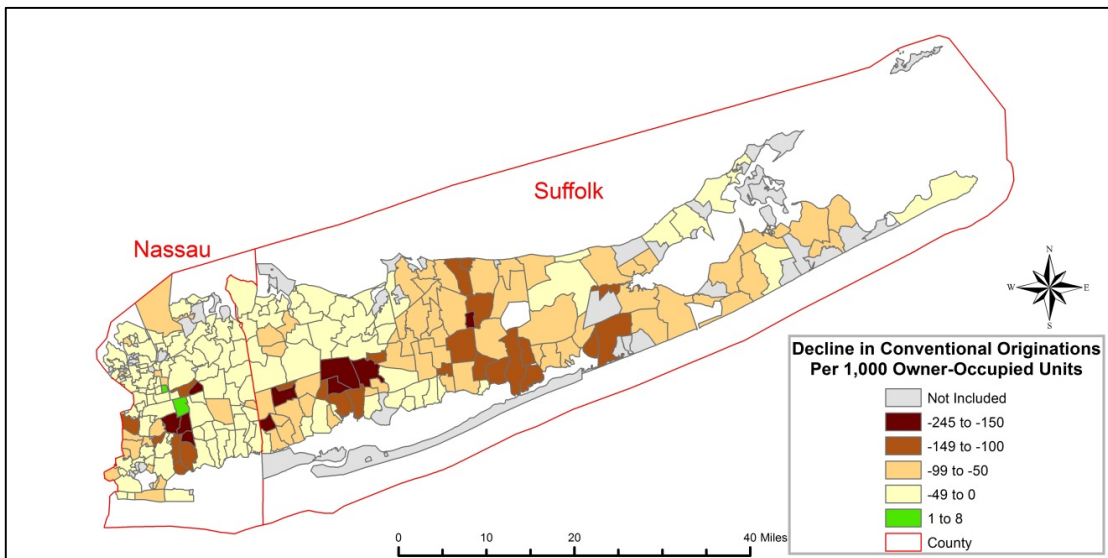 Suffolk
Nassau
N
W E
S
Decline in Conventional Originations
Per 1,000 Owner-Occupied Units
Not Included
-245 to -150
-149 to -100
-99 to -50
-49 to 0
1 to 8
County
0 10 20 40 Miles